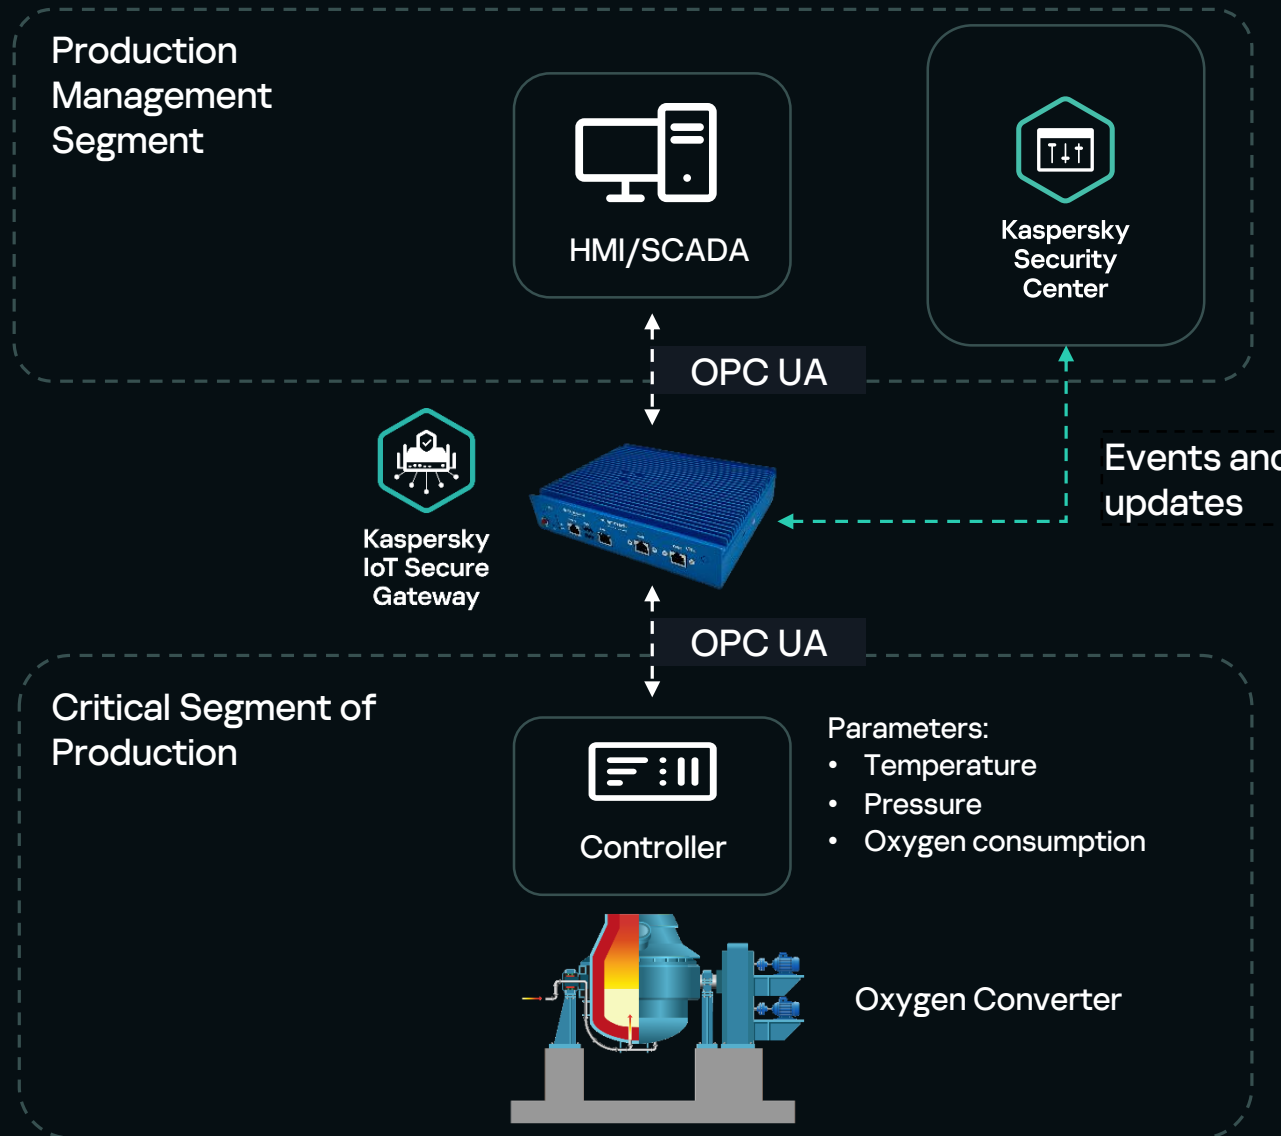 Production
Management
Segment
HMI/SCADA
Kaspersky
Security
Center
OPC UA
Events and
updates
Kaspersky
IoT Secure
Gateway
OPC UA
Critical Segment of
Production
Controller
Parameters:
• Temperature
• Pressure
• Oxygen consumption
Oxygen Converter